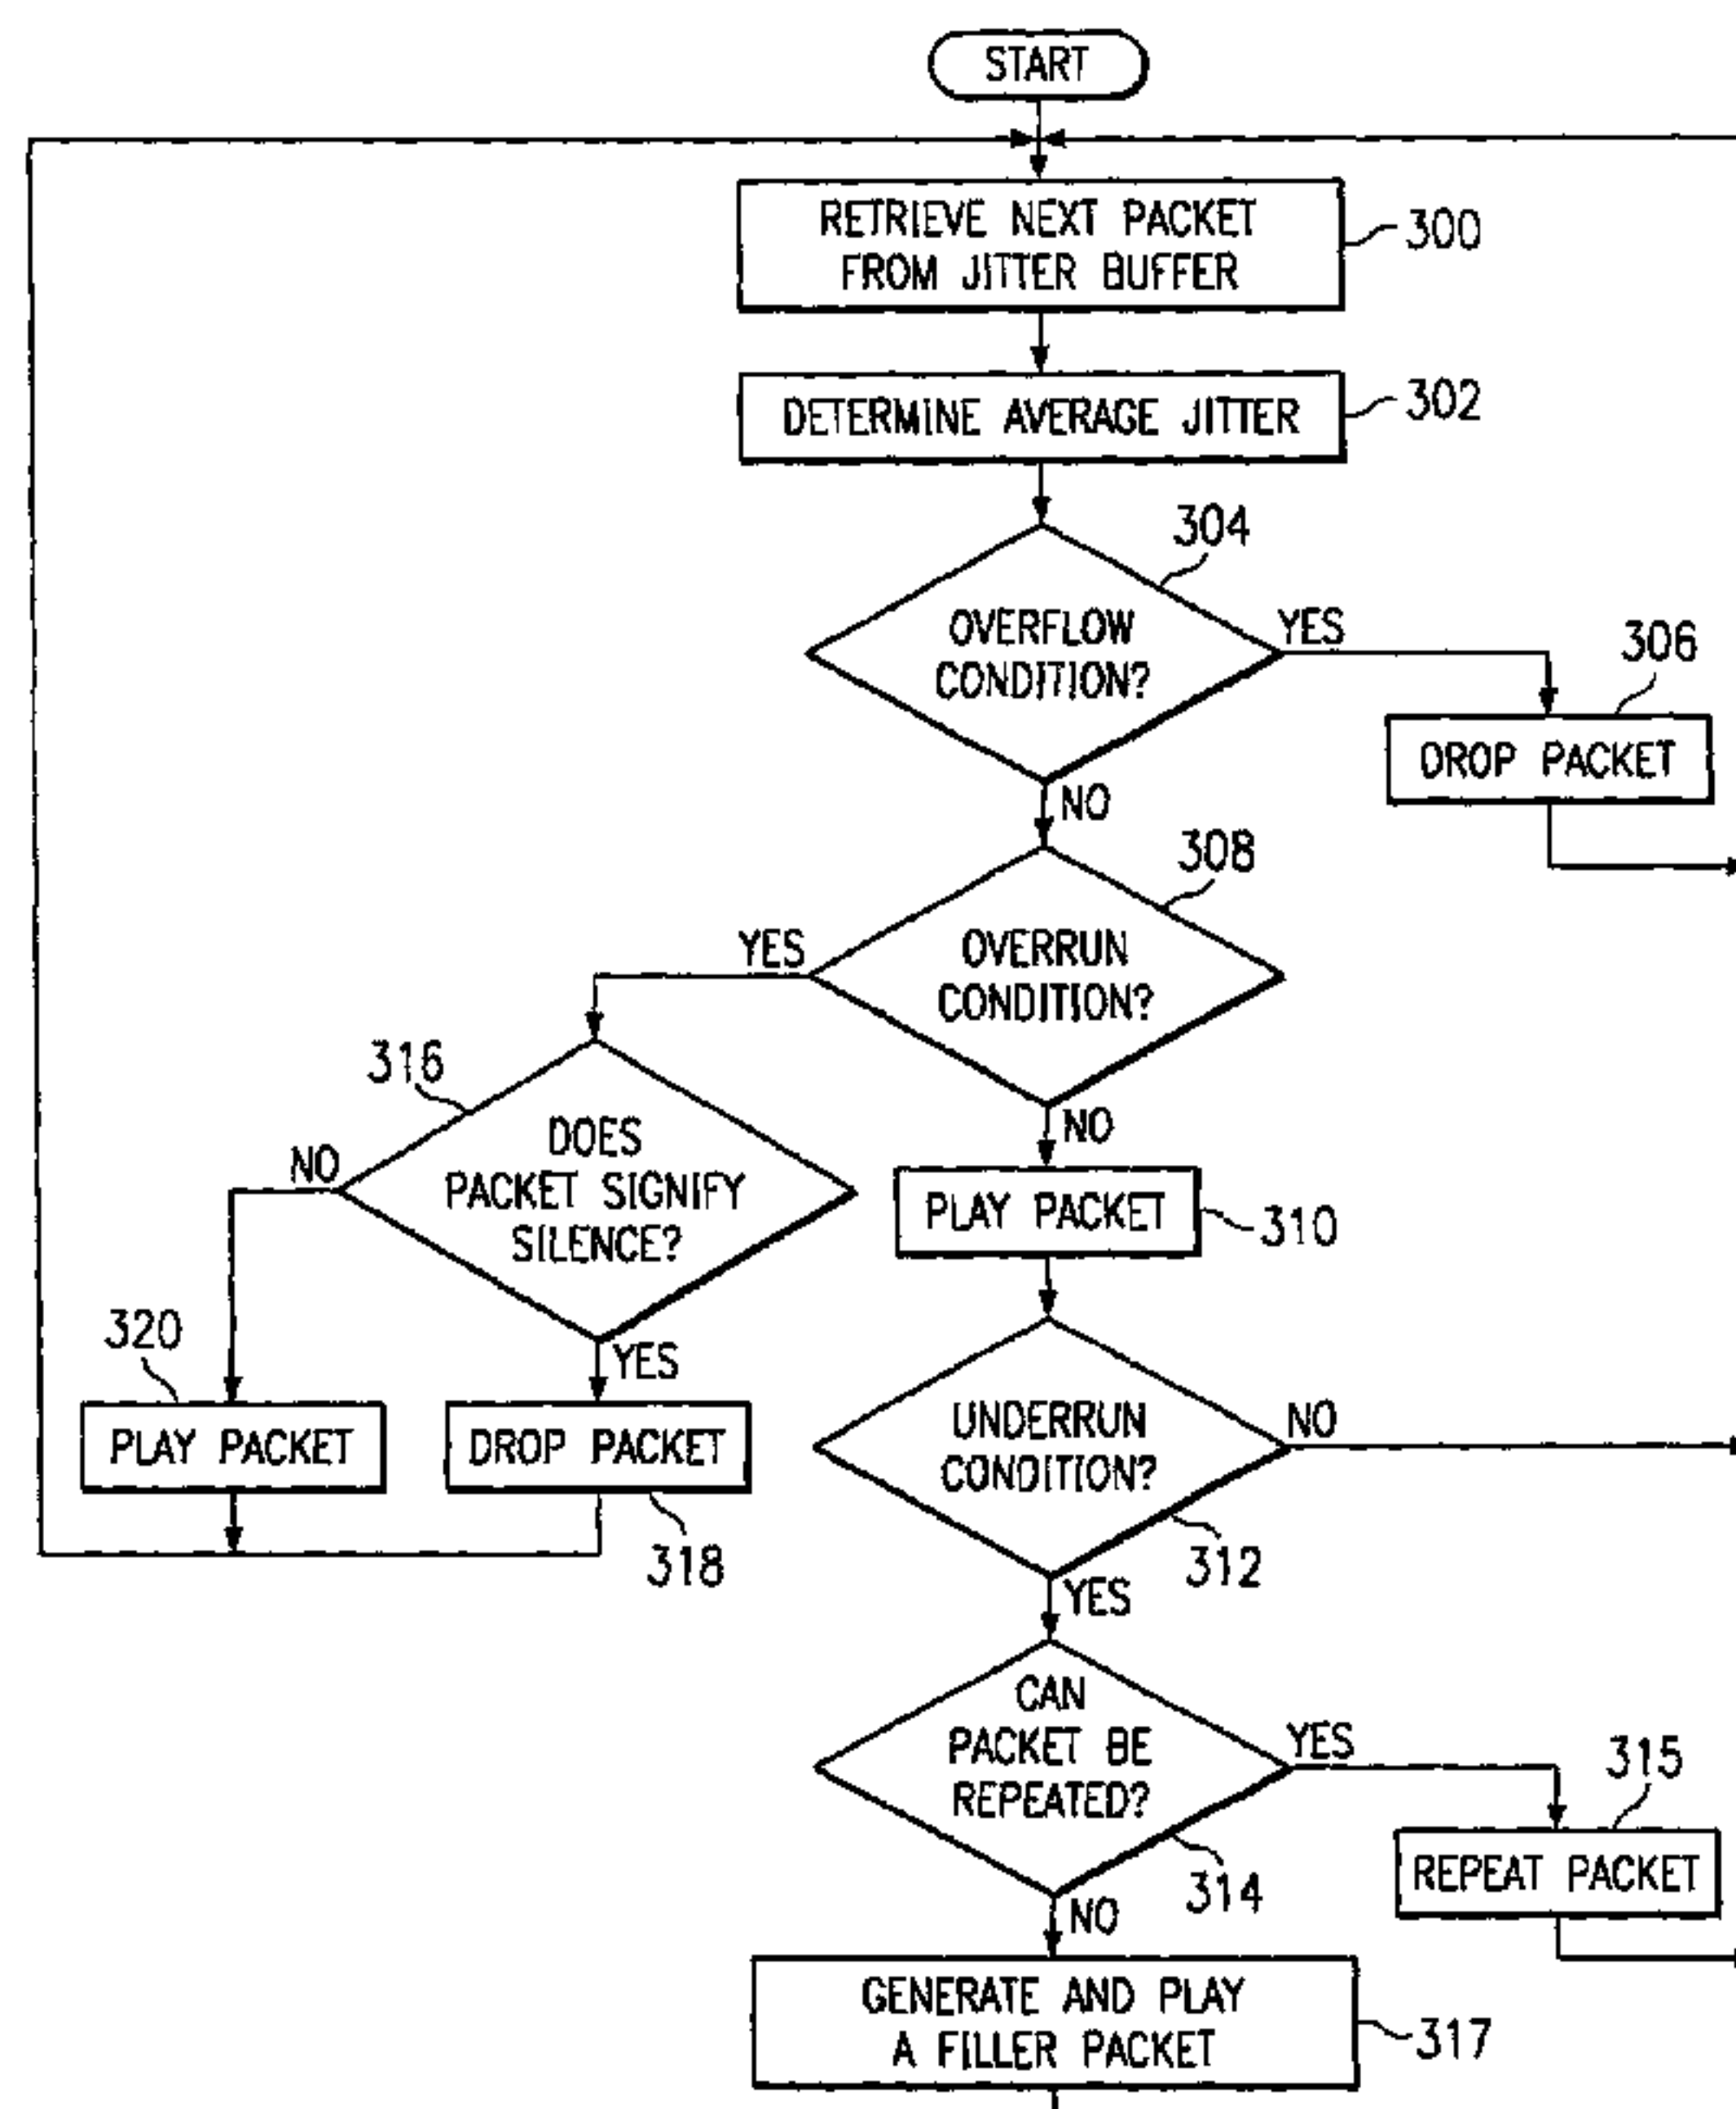 START
RETRIEVE NEXT PACKET
FROM JITTER BUFFER
300
DETERMINE AVERAGE JITTER
302
304
OVERFLOW
CONDITION?
YES
306
DROP PACKET
NO
308
OVERRUN
CONDITION?
YES
316
NO
DOES
PACKET SIGNIFY
SILENCE?
NO
PLAY PACKET
310
320
YES
PLAY PACKET
DROP PACKET
318
UNDERRUN
CONDITION?
NO
312
YES
CAN
PACKET BE
REPEATED?
YES
315
REPEAT PACKET
314
NO
GENERATE AND PLAY
A FILLER PACKET
317